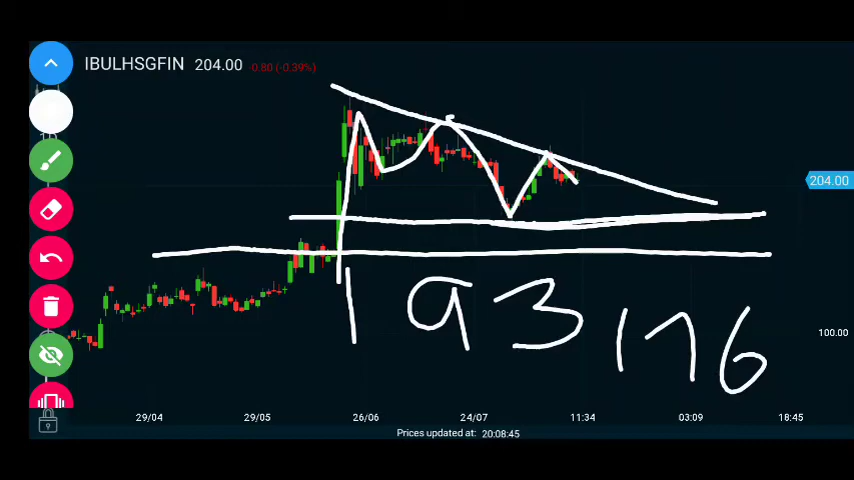 IBULHSGFIN 204.00 -0.80 (-0.39%)
204.00
193 176
100.00
29/04 29/05 26/06 24/07 11:34 03:09 18:45
Prices updated at: 20:08:45